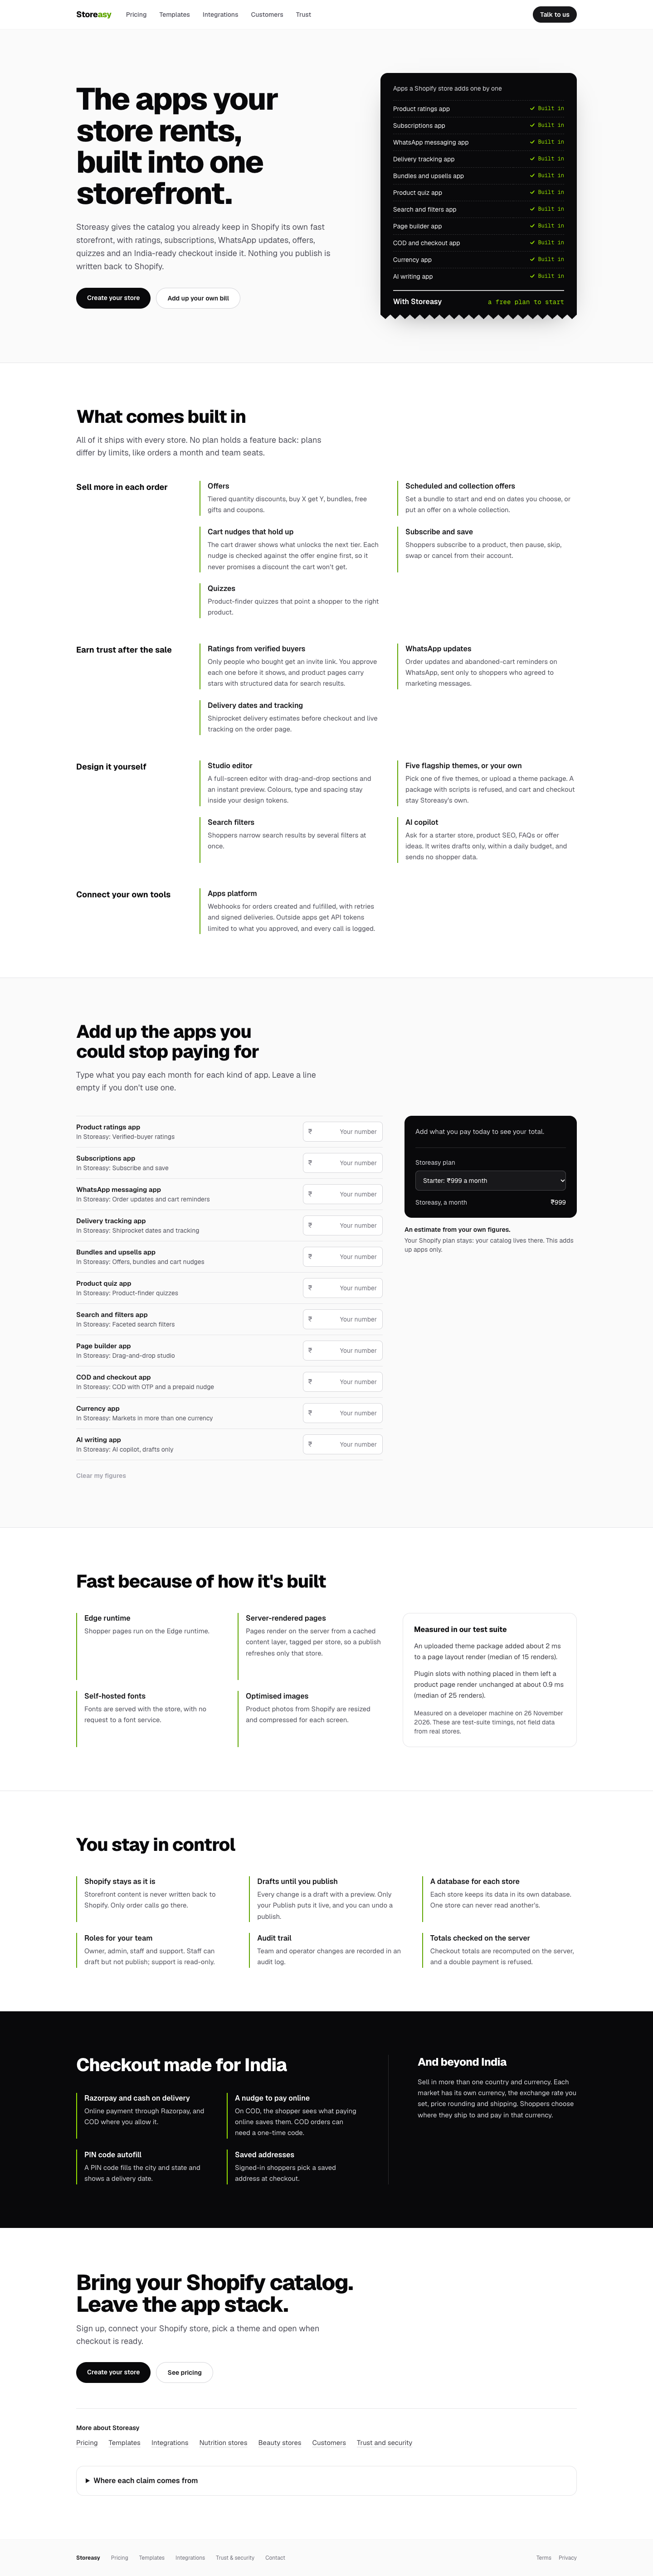 Storeasy Pricing Templates Integrations Customers Trust Talk to us
The apps your
store rents,
built into one
storefront.
Storeasy gives the catalog you already keep in Shopify its own fast
storefront, with ratings, subscriptions, WhatsApp updates, offers,
quizzes and an India-ready checkout inside it. Nothing you publish is
written back to Shopify.
Create your store Add up your own bill
Apps a Shopify store adds one by one
Product ratings app ✓ Built in
Subscriptions app ✓ Built in
WhatsApp messaging app ✓ Built in
Delivery tracking app ✓ Built in
Bundles and upsells app ✓ Built in
Product quiz app ✓ Built in
Search and filters app ✓ Built in
Page builder app ✓ Built in
COD and checkout app ✓ Built in
Currency app ✓ Built in
AI writing app ✓ Built in
With Storeasy a free plan to start
What comes built in
All of it ships with every store. No plan holds a feature back: plans
differ by limits, like orders a month and team seats.
Sell more in each order
Offers
Tiered quantity discounts, buy X get Y, bundles, free
gifts and coupons.
Scheduled and collection offers
Set a bundle to start and end on dates you choose, or
put an offer on a whole collection.
Cart nudges that hold up
The cart drawer shows what unlocks the next tier. Each
nudge is checked against the offer engine first, so it
never promises a discount the cart won't get.
Subscribe and save
Shoppers subscribe to a product, then pause, skip,
swap or cancel from their account.
Quizzes
Product-finder quizzes that point a shopper to the right
product.
Earn trust after the sale
Ratings from verified buyers
Only people who bought get an invite link. You approve
each one before it shows, and product pages carry
stars with structured data for search results.
WhatsApp updates
Order updates and abandoned-cart reminders on
WhatsApp, sent only to shoppers who agreed to
marketing messages.
Delivery dates and tracking
Shiprocket delivery estimates before checkout and live
tracking on the order page.
Design it yourself
Studio editor
A full-screen editor with drag-and-drop sections and
an instant preview. Colours, type and spacing stay
inside your design tokens.
Five flagship themes, or your own
Pick one of five themes, or upload a theme package. A
package with scripts is refused, and cart and checkout
stay Storeasy's own.
Search filters
Shoppers narrow search results by several filters at
once.
AI copilot
Ask for a starter store, product SEO, FAQs or offer
ideas. It writes drafts only, within a daily budget, and
sends no shopper data.
Connect your own tools
Apps platform
Webhooks for orders created and fulfilled, with retries
and signed deliveries. Outside apps get API tokens
limited to what you approved, and every call is logged.
Add up the apps you
could stop paying for
Type what you pay each month for each kind of app. Leave a line
empty if you don't use one.
Product ratings app
In Storeasy: Verified-buyer ratings
₹ Your number
Subscriptions app
In Storeasy: Subscribe and save
₹ Your number
WhatsApp messaging app
In Storeasy: Order updates and cart reminders
₹ Your number
Delivery tracking app
In Storeasy: Shiprocket dates and tracking
₹ Your number
Bundles and upsells app
In Storeasy: Offers, bundles and cart nudges
₹ Your number
Product quiz app
In Storeasy: Product-finder quizzes
₹ Your number
Search and filters app
In Storeasy: Faceted search filters
₹ Your number
Page builder app
In Storeasy: Drag-and-drop studio
₹ Your number
COD and checkout app
In Storeasy: COD with OTP and a prepaid nudge
₹ Your number
Currency app
In Storeasy: Markets in more than one currency
₹ Your number
AI writing app
In Storeasy: AI copilot, drafts only
₹ Your number
Clear my figures
Add what you pay today to see your total.
Storeasy plan
Starter: ₹999 a month
Storeasy, a month ₹999
An estimate from your own figures.
Your Shopify plan stays: your catalog lives there. This adds
up apps only.
Fast because of how it's built
Edge runtime
Shopper pages run on the Edge runtime.
Server-rendered pages
Pages render on the server from a cached
content layer, tagged per store, so a publish
refreshes only that store.
Self-hosted fonts
Fonts are served with the store, with no
request to a font service.
Optimised images
Product photos from Shopify are resized
and compressed for each screen.
Measured in our test suite
An uploaded theme package added about 2 ms
to a page layout render (median of 15 renders).
Plugin slots with nothing placed in them left a
product page render unchanged at about 0.9 ms
(median of 25 renders).
Measured on a developer machine on 26 November
2026. These are test-suite timings, not field data
from real stores.
You stay in control
Shopify stays as it is
Storefront content is never written back to
Shopify. Only order calls go there.
Drafts until you publish
Every change is a draft with a preview. Only
your Publish puts it live, and you can undo a
publish.
A database for each store
Each store keeps its data in its own database.
One store can never read another's.
Roles for your team
Owner, admin, staff and support. Staff can
draft but not publish; support is read-only.
Audit trail
Team and operator changes are recorded in an
audit log.
Totals checked on the server
Checkout totals are recomputed on the server,
and a double payment is refused.
Checkout made for India
Razorpay and cash on delivery
Online payment through Razorpay, and
COD where you allow it.
A nudge to pay online
On COD, the shopper sees what paying
online saves them. COD orders can
need a one-time code.
PIN code autofill
A PIN code fills the city and state and
shows a delivery date.
Saved addresses
Signed-in shoppers pick a saved
address at checkout.
And beyond India
Sell in more than one country and currency. Each
market has its own currency, the exchange rate you
set, price rounding and shipping. Shoppers choose
where they ship to and pay in that currency.
Bring your Shopify catalog.
Leave the app stack.
Sign up, connect your Shopify store, pick a theme and open when
checkout is ready.
Create your store See pricing
More about Storeasy
Pricing Templates Integrations Nutrition stores Beauty stores Customers Trust and security
▶ Where each claim comes from
Storeasy Pricing Templates Integrations Trust & security Contact Terms Privacy